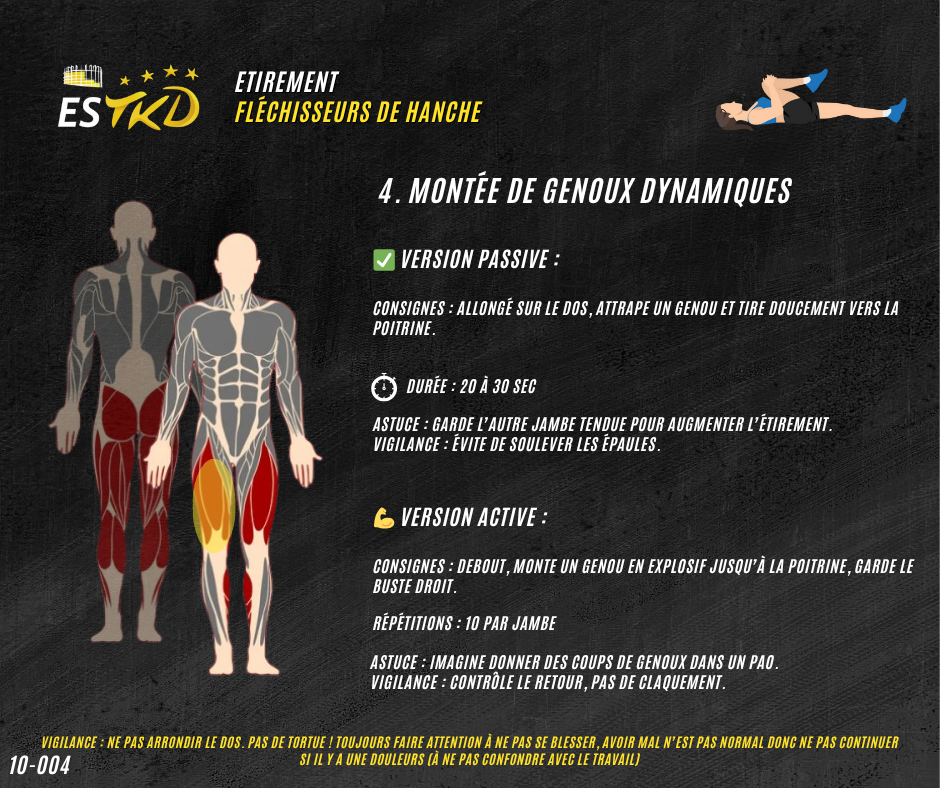 ES TKD
ETIREMENT
FLÉCHISSEURS DE HANCHE
4. MONTÉE DE GENOUX DYNAMIQUES
VERSION PASSIVE :
CONSIGNES : ALLONGÉ SUR LE DOS, ATTRAPE UN GENOU ET TIRE DOUCEMENT VERS LA
POITRINE.
DURÉE : 20 À 30 SEC
ASTUCE : GARDE L’AUTRE JAMBE TENDUE POUR AUGMENTER L’ÉTIREMENT.
VIGILANCE : ÉVITE DE SOULEVER LES ÉPAULES.
VERSION ACTIVE :
CONSIGNES : DEBOUT, MONTE UN GENOU EN EXPLOSIF JUSQU’À LA POITRINE, GARDE LE
BUSTE DROIT.
RÉPÉTITIONS : 10 PAR JAMBE
ASTUCE : IMAGINE DONNER DES COUPS DE GENOUX DANS UN PAO.
VIGILANCE : CONTRÔLE LE RETOUR, PAS DE CLAQUEMENT.
VIGILANCE : NE PAS ARRONDIR LE DOS. PAS DE TORTUE ! TOUJOURS FAIRE ATTENTION À NE PAS SE BLESSER, AVOIR MAL N’EST PAS NORMAL DONC NE PAS CONTINUER
SI IL Y A UNE DOULEURS (À NE PAS CONFONDRE AVEC LE TRAVAIL)
10-004